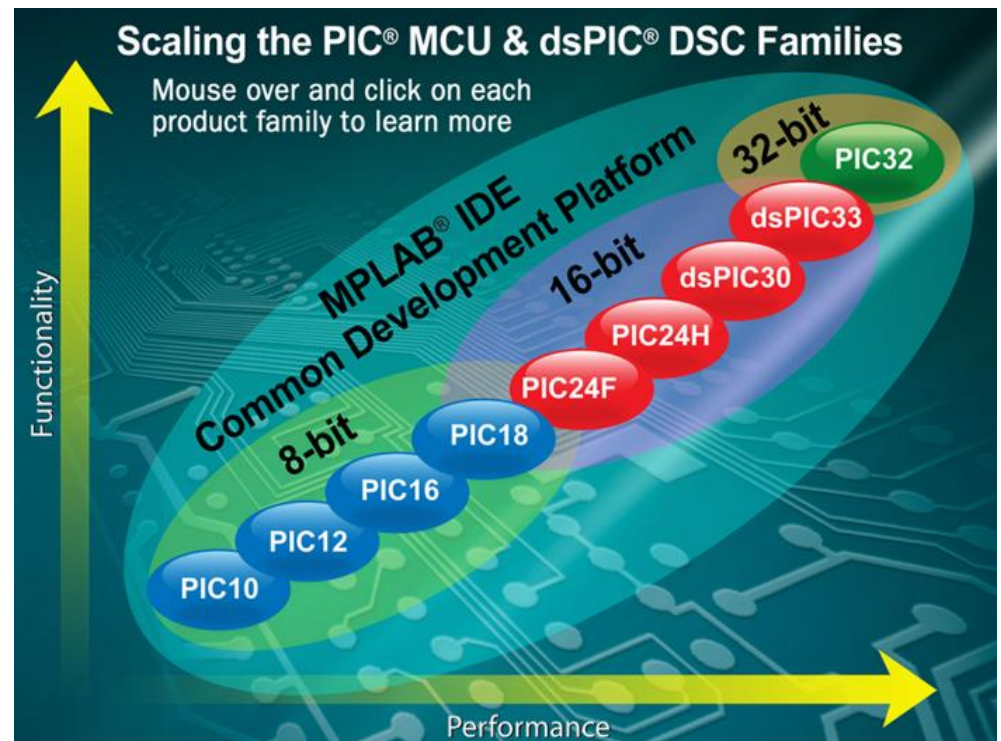 Scaling the PIC® MCU & dsPIC® DSC Families
Mouse over and click on each
product family to learn more
Functionality
MPLAB® IDE
Common Development Platform
32-bit
PIC32
dsPIC33
16-bit
dsPIC30
PIC24H
PIC24F
8-bit
PIC18
PIC16
PIC12
PIC10
Performance